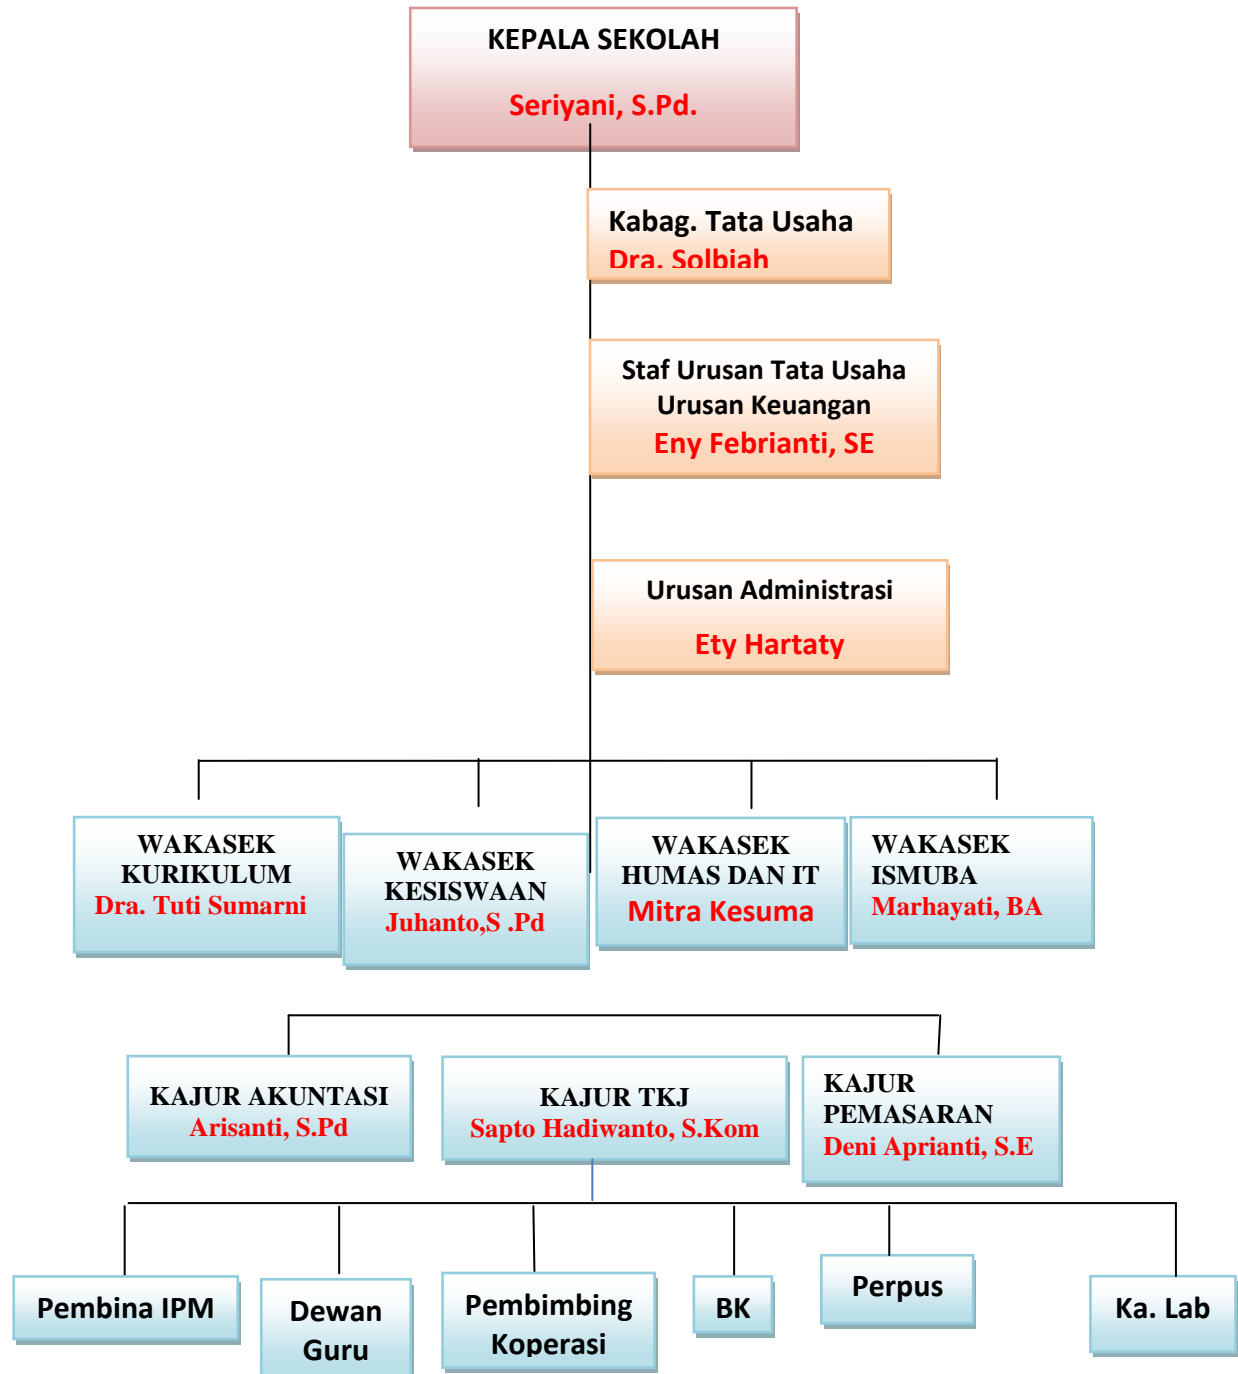 KEPALA SEKOLAH
Seriyani, S.Pd.
Kabag. Tata Usaha
Dra. Solbiah
Staf Urusan Tata Usaha
Urusan Keuangan
Eny Febrianti, SE
Urusan Administrasi
Ety Hartaty
WAKASEK
KURIKULUM
Dra. Tuti Sumarni
WAKASEK
KESISWAAN
Juhanto,S .Pd
WAKASEK
HUMAS DAN IT
Mitra Kesuma
WAKASEK
ISMUBA
Marhayati, BA
KAJUR AKUNTASI
Arisanti, S.Pd
KAJUR TKJ
Sapto Hadiwanto, S.Kom
KAJUR
PEMASARAN
Deni Aprianti, S.E
Pembina IPM
Dewan
Guru
Pembimbing
Koperasi
BK
Perpus
Ka. Lab